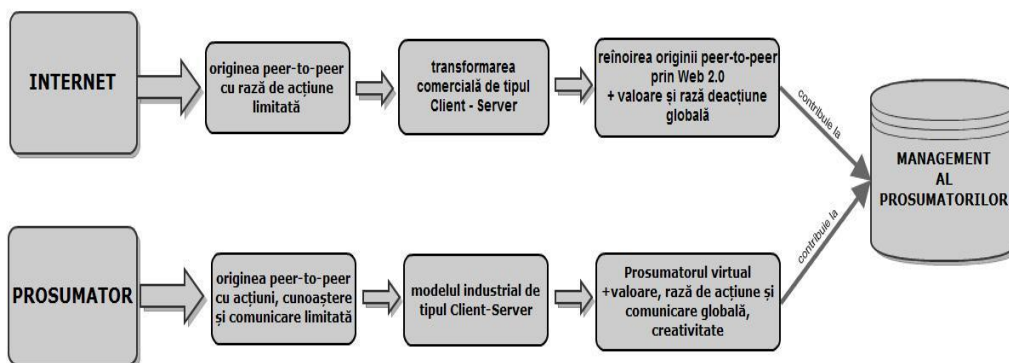 INTERNET
originea peer-to-peer
cu rază de acțiune
limitată
transformarea
comercială de tipul
Client - Server
reînoirea originii peer-to-peer
prin Web 2.0
+ valoare și rază deacțiune
globală
contribuie la
MANAGEMENT
AL
PROSUMATORILOR
PROSUMATOR
originea peer-to-peer
cu acțiuni, cunoaștere
și comunicare limitată
modelul industrial de
tipul Client-Server
Prosumatorul virtual
+valoare, rază de acțiune și
comunicare globală,
creativitate
contribuie la